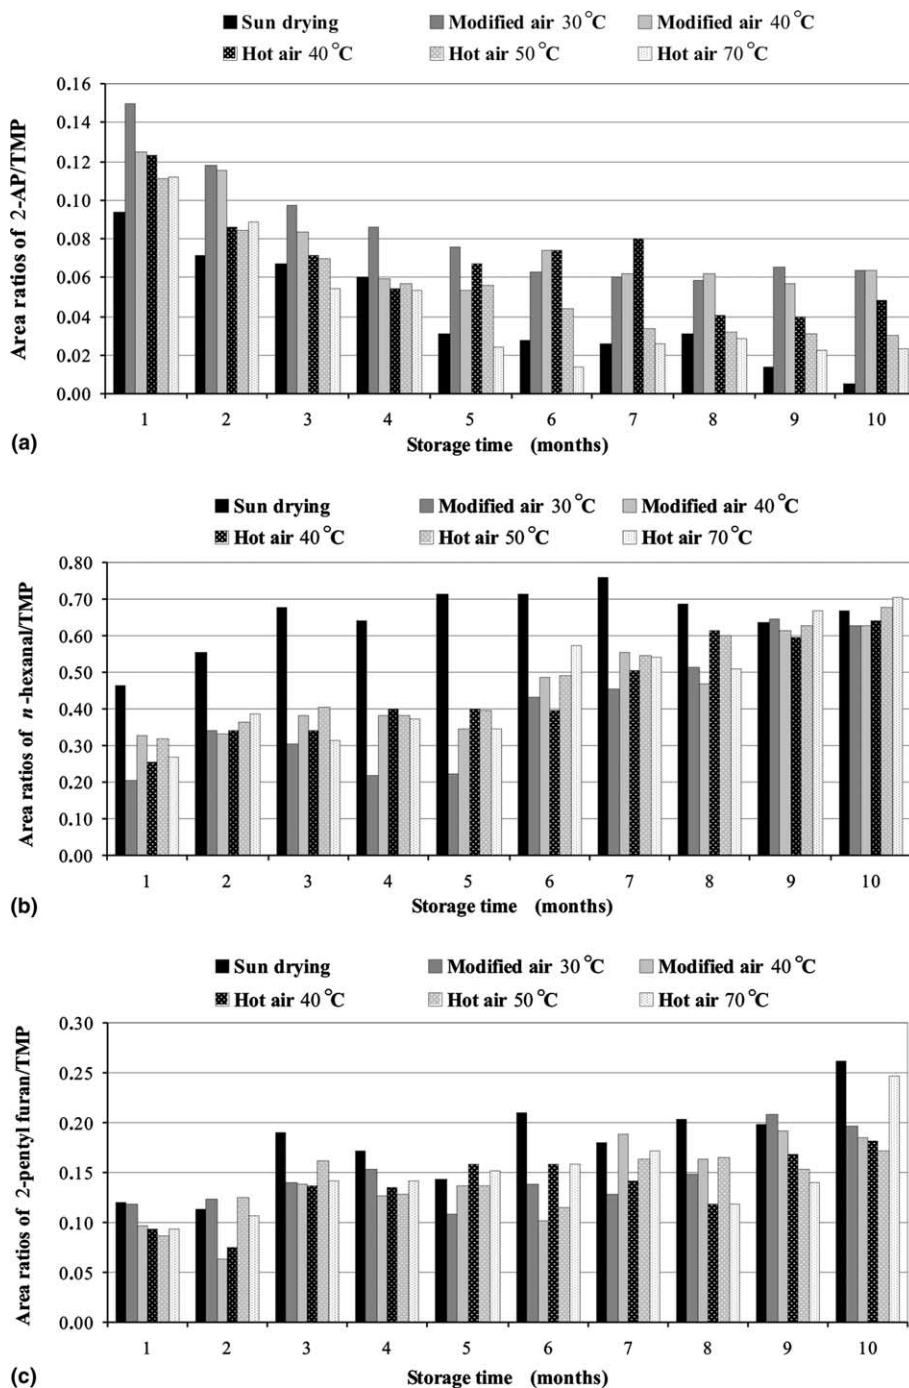 Sun drying Modified air 30 °C Modified air 40 °C
Hot air 40 °C Hot air 50 °C Hot air 70 °C
Area ratios of 2-AP/TMP
0.16
0.14
0.12
0.10
0.08
0.06
0.04
0.02
0.00
1 2 3 4 5 6 7 8 9 10
Storage time (months)
(a)
Sun drying Modified air 30 °C Modified air 40 °C
Hot air 40 °C Hot air 50 °C Hot air 70 °C
Area ratios of n-hexanal/TMP
0.80
0.70
0.60
0.50
0.40
0.30
0.20
0.10
0.00
1 2 3 4 5 6 7 8 9 10
Storage time (months)
(b)
Sun drying Modified air 30 °C Modified air 40 °C
Hot air 40 °C Hot air 50 °C Hot air 70 °C
Area ratios of 2-pentyl furan/TMP
0.30
0.25
0.20
0.15
0.10
0.05
0.00
1 2 3 4 5 6 7 8 9 10
Storage time (months)
(c)